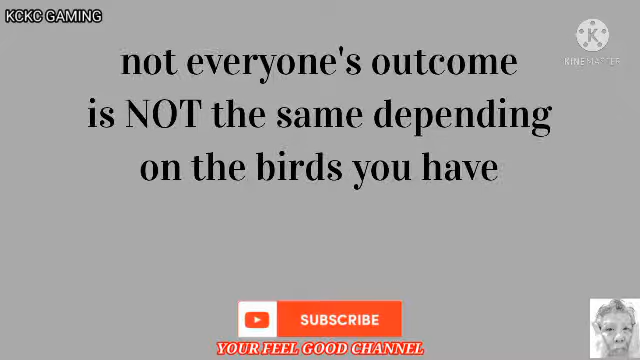 KCKC GAMING
KINEMASTER
not everyone's outcome
is NOT the same depending
on the birds you have
SUBSCRIBE
YOUR FEEL GOOD CHANNEL